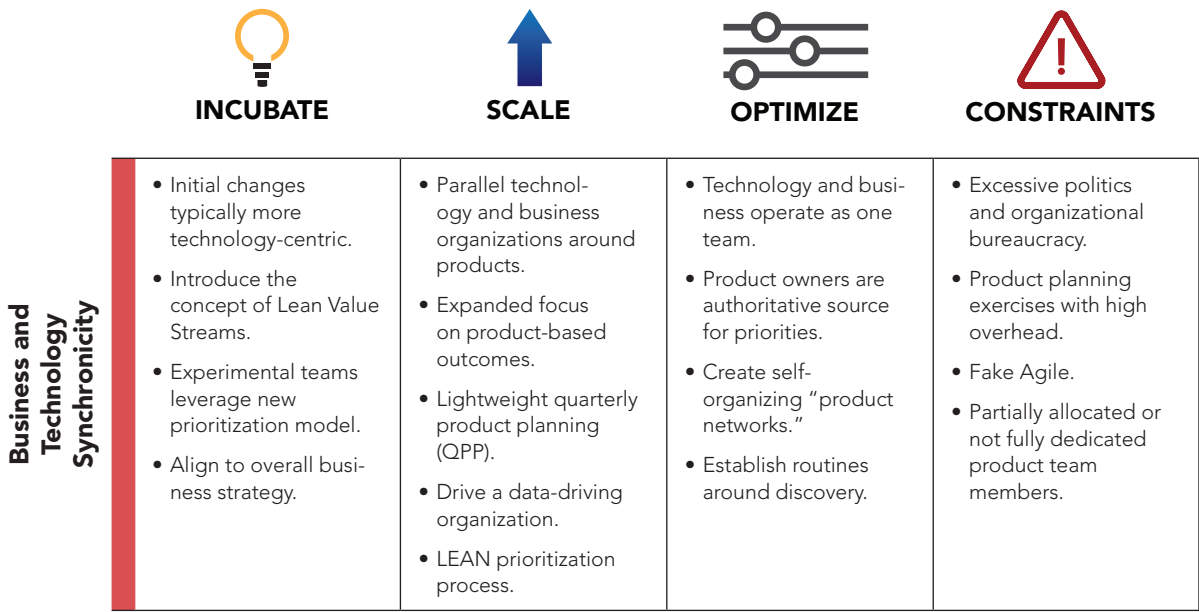 INCUBATE
SCALE
OPTIMIZE
CONSTRAINTS
Business and
Technology
Synchronicity
• Initial changes
typically more
technology-centric.
• Introduce the
concept of Lean Value
Streams.
• Experimental teams
leverage new
prioritization model.
• Align to overall busi-
ness strategy.
• Parallel technol-
ogy and business
organizations around
products.
• Expanded focus
on product-based
outcomes.
• Lightweight quarterly
product planning
(QPP).
• Drive a data-driving
organization.
• LEAN prioritization
process.
• Technology and busi-
ness operate as one
team.
• Product owners are
authoritative source
for priorities.
• Create self-
organizing “product
networks.”
• Establish routines
around discovery.
• Excessive politics
and organizational
bureaucracy.
• Product planning
exercises with high
overhead.
• Fake Agile.
• Partially allocated or
not fully dedicated
product team
members.